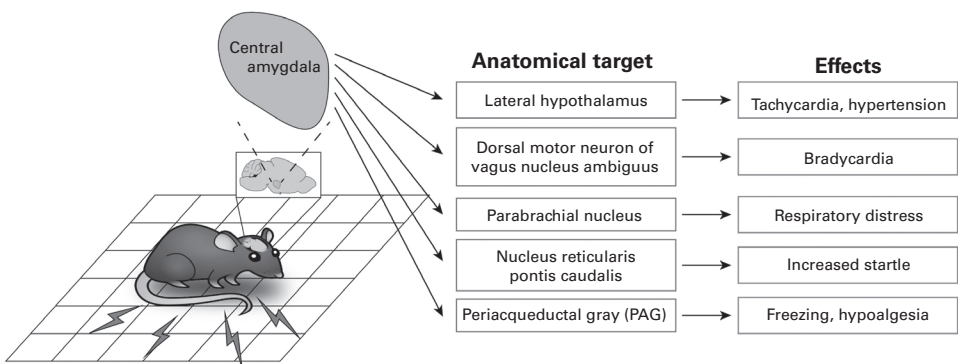 Central
amygdala
Anatomical target
Effects
Lateral hypothalamus
Tachycardia, hypertension
Dorsal motor neuron of
vagus nucleus ambiguus
Bradycardia
Parabrachial nucleus
Respiratory distress
Nucleus reticularis
pontis caudalis
Increased startle
Periacqueductal gray (PAG)
Freezing, hypoalgesia